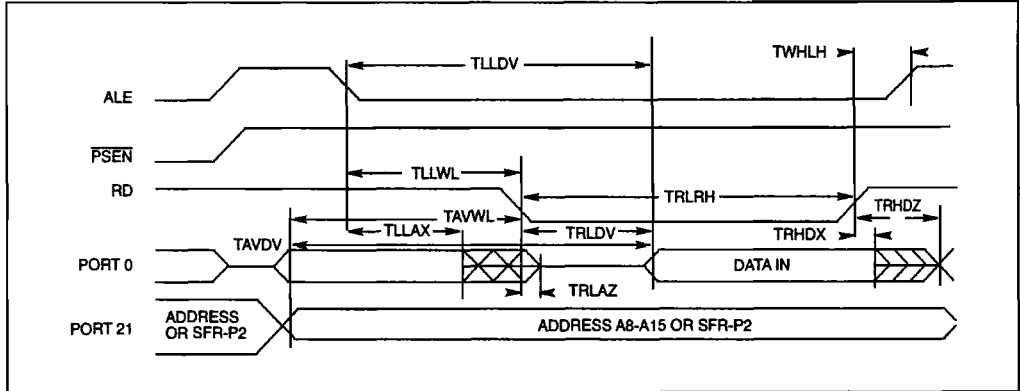 TLLDV
TWHLH
ALE
PSEN
TLLWL
RD
TRLRH
TAVWL
TRHDZ
TLLAX
TRLDV
TRHDX
TAVDV
PORT 0
DATA IN
TRLAZ
PORT 21
ADDRESS
OR SFR-P2
ADDRESS A8-A15 OR SFR-P2